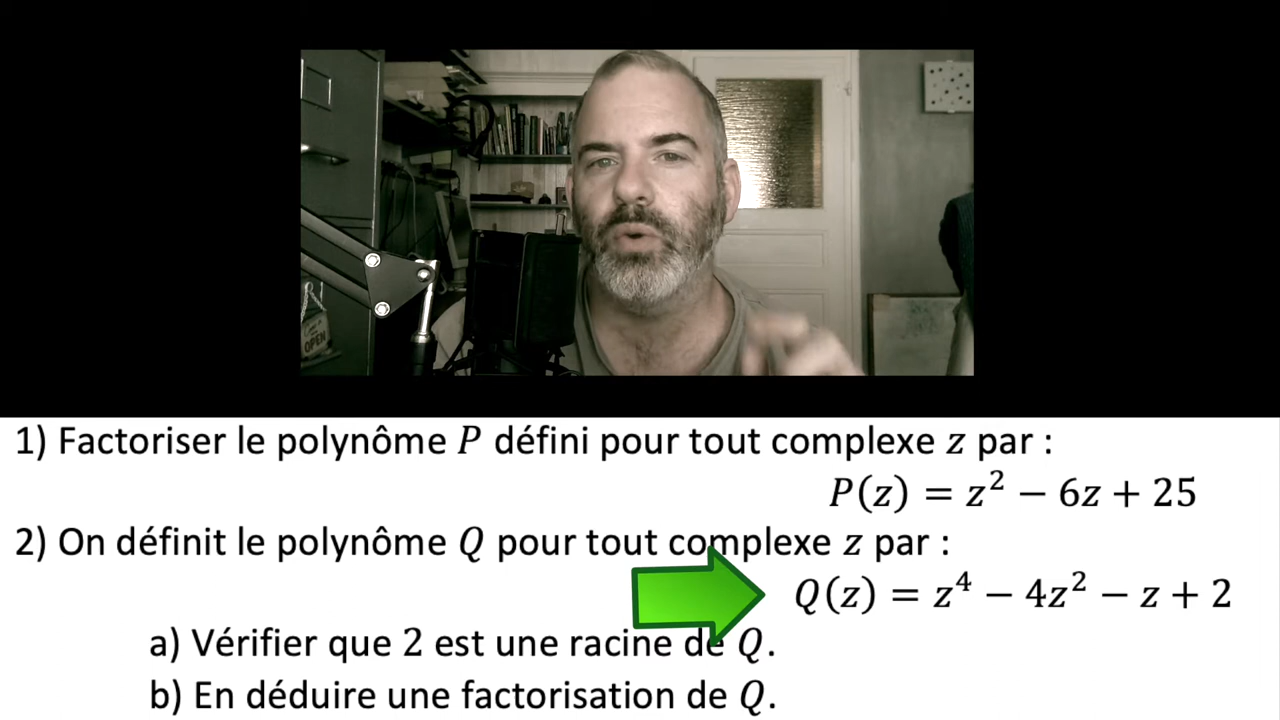 OPEN
1) Factoriser le polynôme P défini pour tout complexe z par :
P(z) = z² − 6z + 25
2) On définit le polynôme Q pour tout complexe z par :
Q(z) = z⁴ − 4z² − z + 2
a) Vérifier que 2 est une racine de Q.
b) En déduire une factorisation de Q.